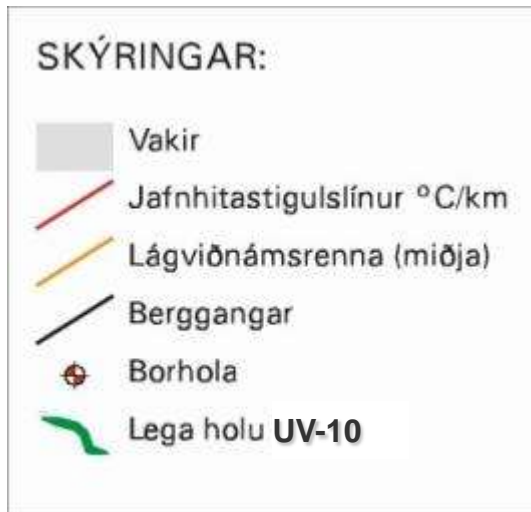 SKÝRINGAR:
Vakir
Jafnhitastigulslínur °C/km
Lágviðnámsrenna (miðja)
Berggangar
Borhola
Lega holu UV-10